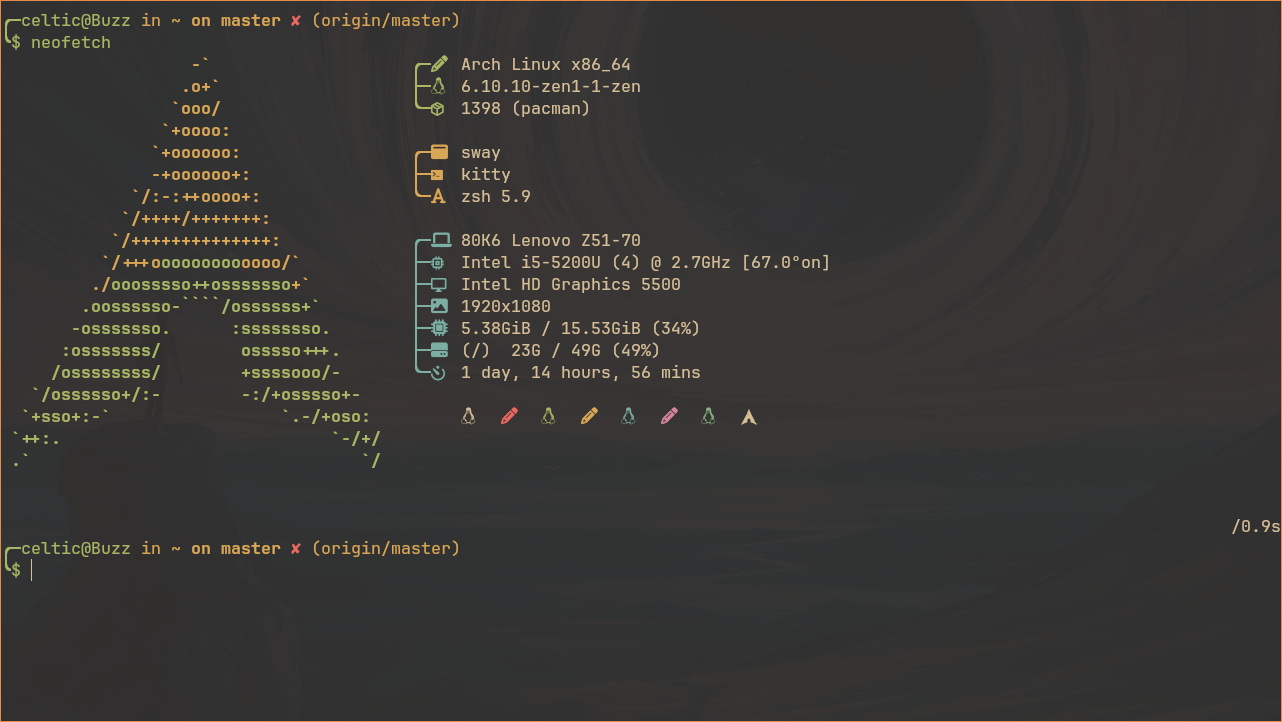 celtic@Buzz in ~ on master ✘ (origin/master)
$ neofetch
-`
.o+`
`ooo/
`+oooo:
`+oooooo:
-+oooooo+:
`/:-:++oooo+:
`/++++/+++++++:
`/++++++++++++++:
`/+++ooooooooooooo/`
./ooosssso++osssssso+`
.oossssso-````/ossssss+`
-osssssso.      :ssssssso.
:osssssss/        osssso+++.
/ossssssss/        +ssssooo/-
`/ossssso+/:-        -:/+osssso+-
`+sso+:-`                 `.-/+oso:
`++:.                           `-/+/
.`                                  `/
Arch Linux x86_64
6.10.10-zen1-1-zen
1398 (pacman)
sway
kitty
zsh 5.9
80K6 Lenovo Z51-70
Intel i5-5200U (4) @ 2.7GHz [67.0°on]
Intel HD Graphics 5500
1920x1080
5.38GiB / 15.53GiB (34%)
(/)  23G / 49G (49%)
1 day, 14 hours, 56 mins
/0.9s
celtic@Buzz in ~ on master ✘ (origin/master)
$